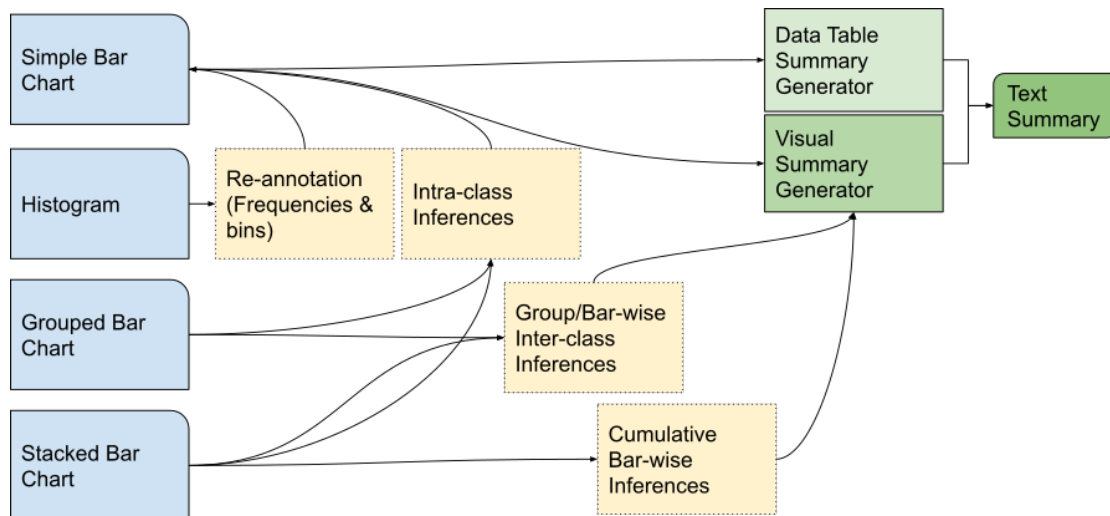 Simple Bar
Chart
Data Table
Summary
Generator
Text
Summary
Visual
Summary
Generator
Histogram
Re-annotation
(Frequencies &
bins)
Intra-class
Inferences
Grouped Bar
Chart
Group/Bar-wise
Inter-class
Inferences
Stacked Bar
Chart
Cumulative
Bar-wise
Inferences